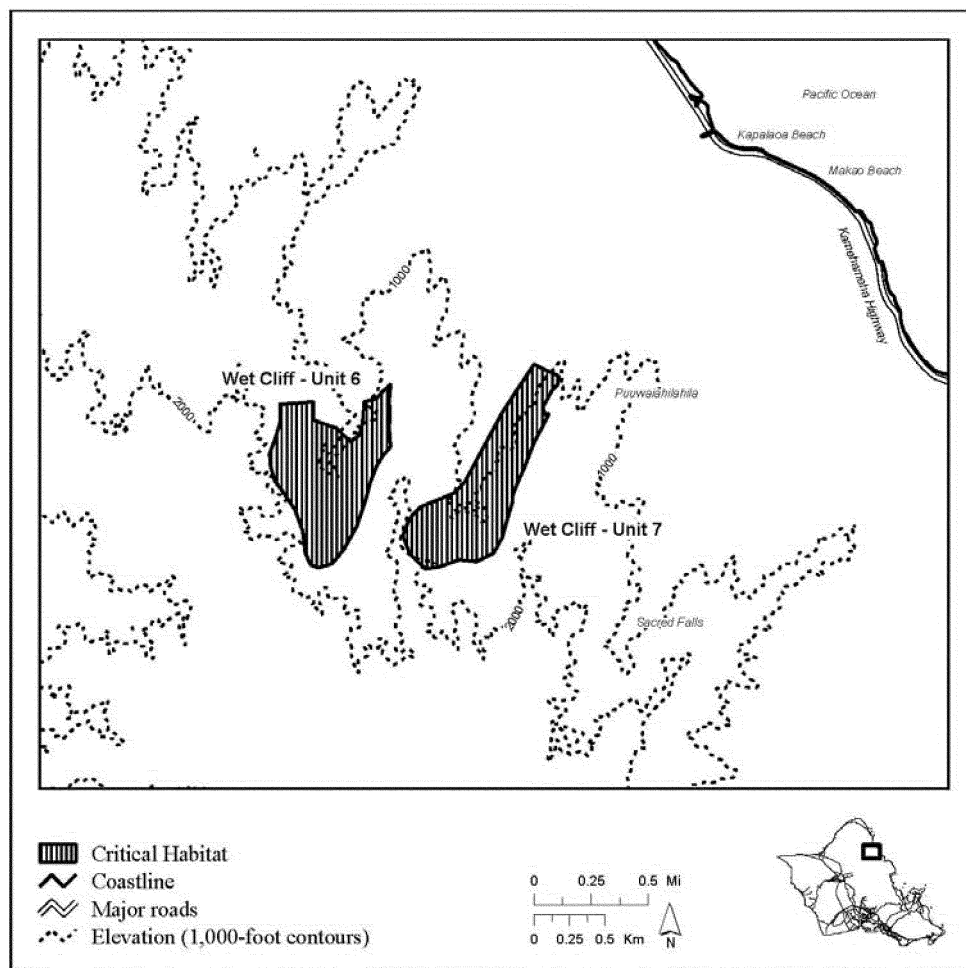 Pacific Ocean
Kapalaoa Beach
Makao Beach
Kamehameha Highway
1000
Wet Cliff - Unit 6
2000
Puuwaiahilahila
1000
Wet Cliff - Unit 7
2000
Sacred Falls
Critical Habitat
Coastline
Major roads
Elevation (1,000-foot contours)
0 0.25 0.5 Mi
0 0.25 0.5 Km
N